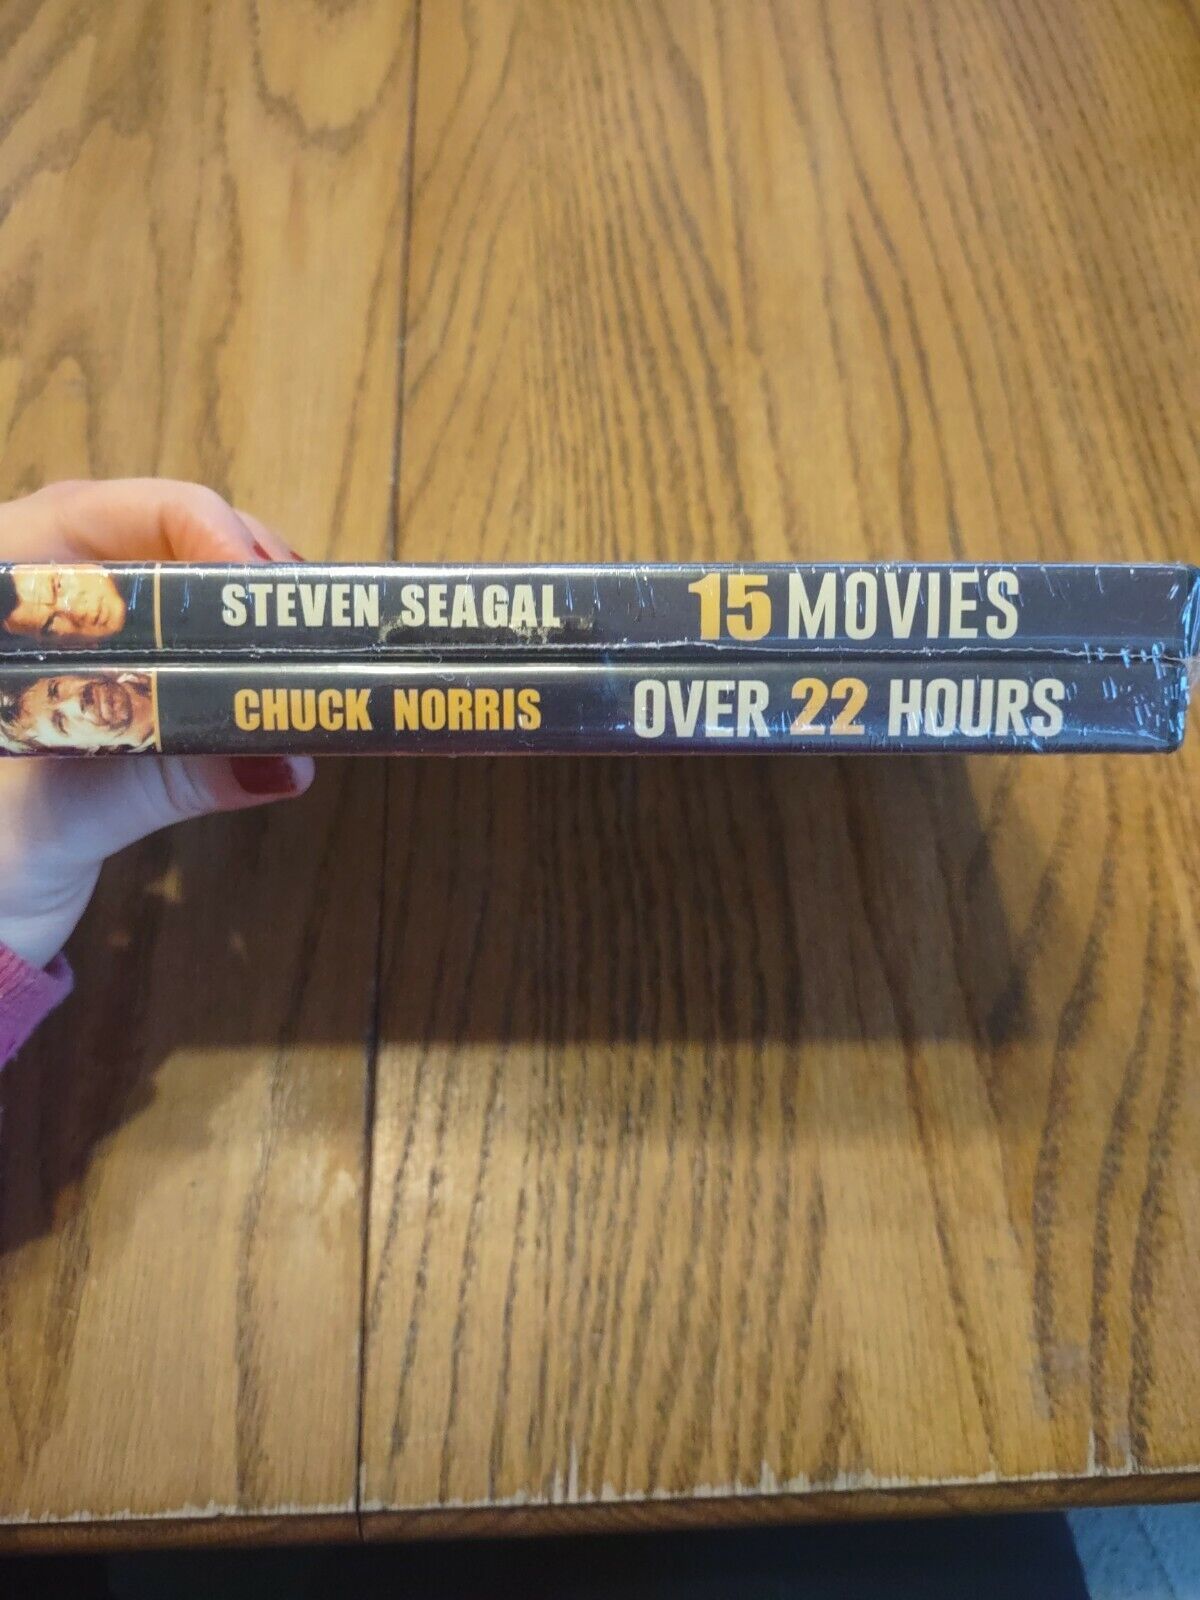 STEVEN SEAGAL 15 MOVIES
CHUCK NORRIS OVER 22 HOURS